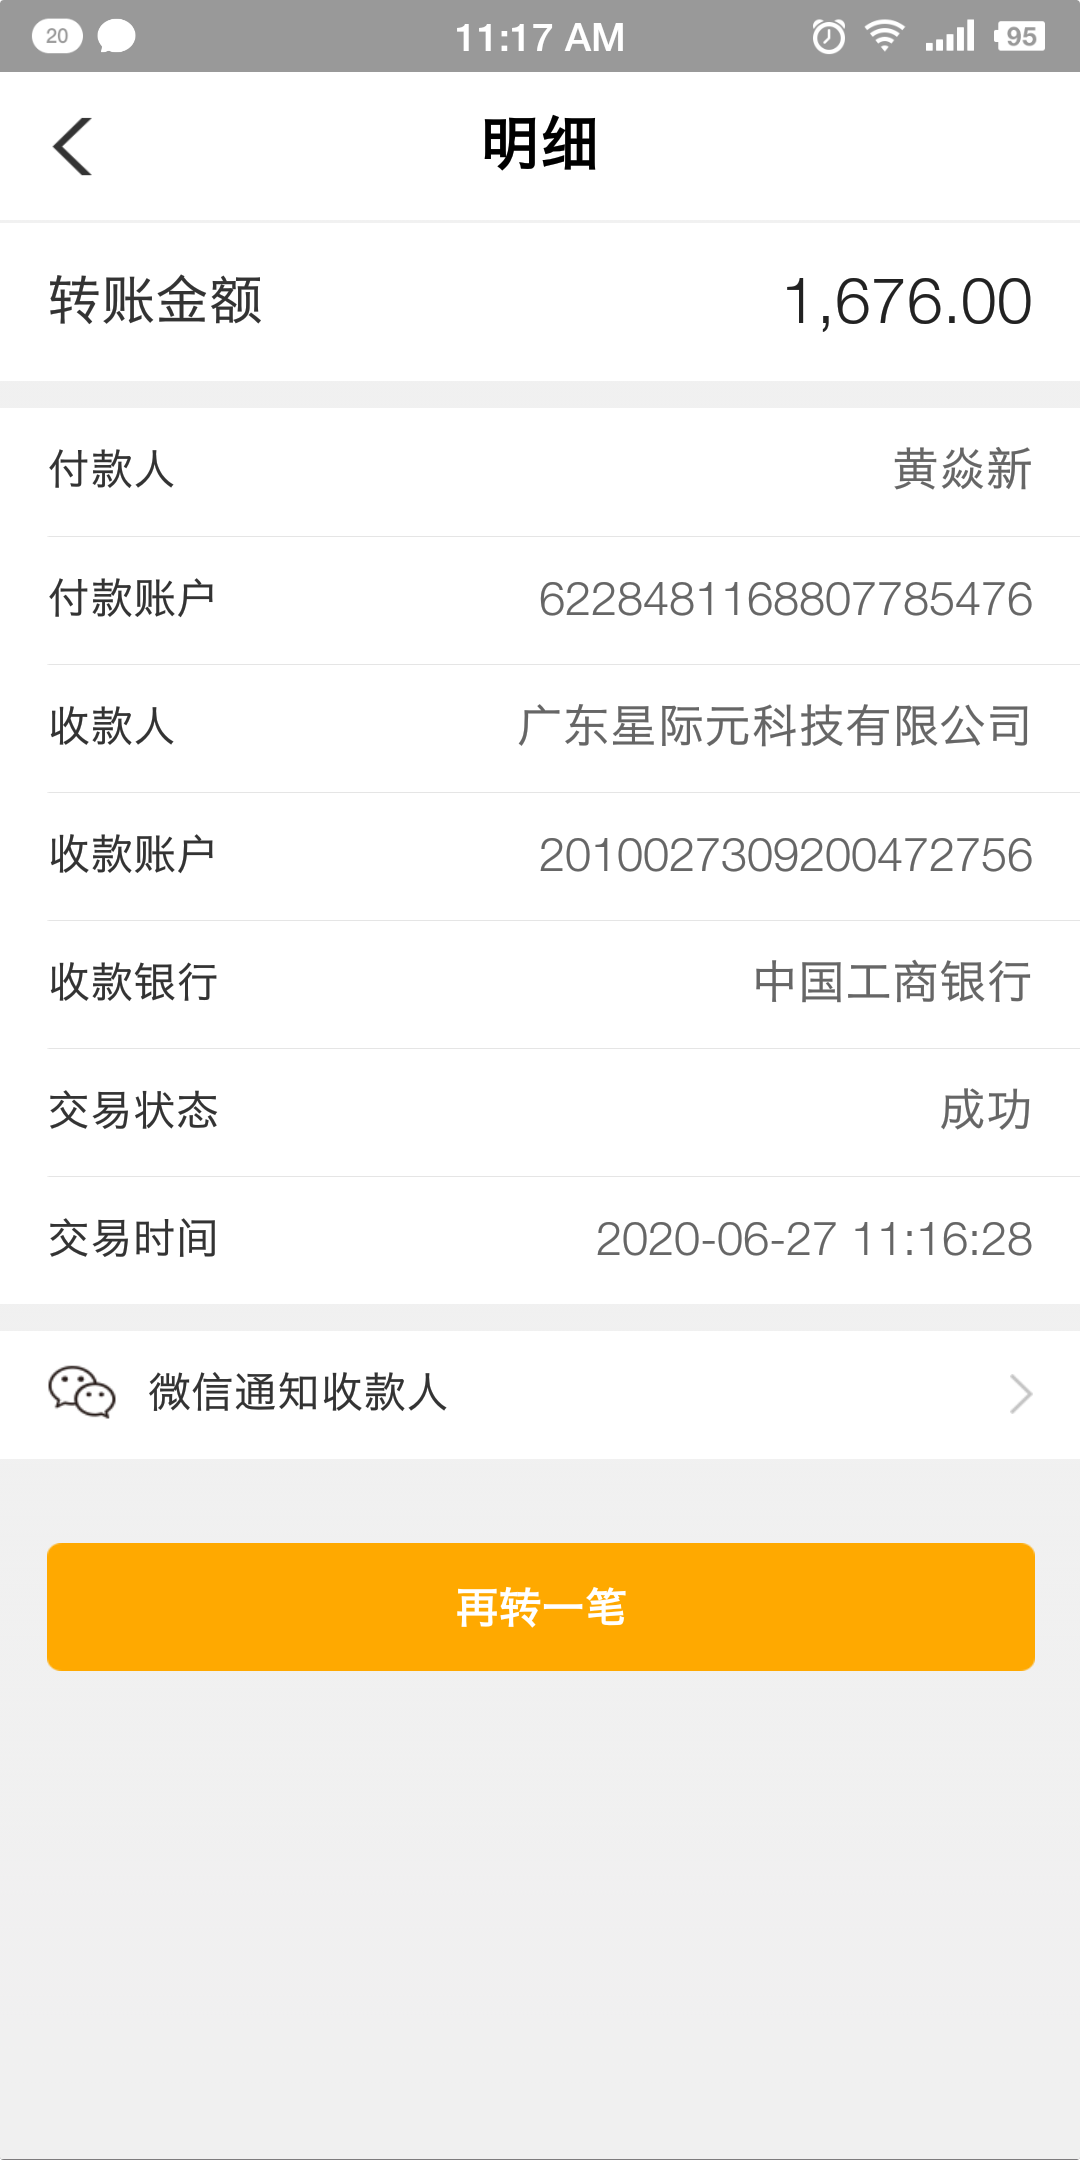 20 11:17 AM 95
明细
转账金额 1,676.00
付款人 黄焱新
付款账户 6228481168807785476
收款人 广东星际元科技有限公司
收款账户 2010027309200472756
收款银行 中国工商银行
交易状态 成功
交易时间 2020-06-27 11:16:28
微信通知收款人
再转一笔